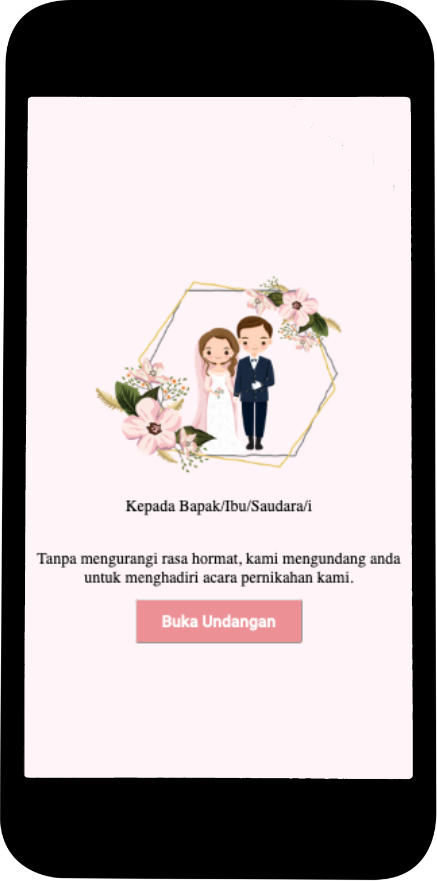 Kepada Bapak/Ibu/Saudara/i
Tanpa mengurangi rasa hormat, kami mengundang anda
untuk menghadiri acara pernikahan kami.
Buka Undangan